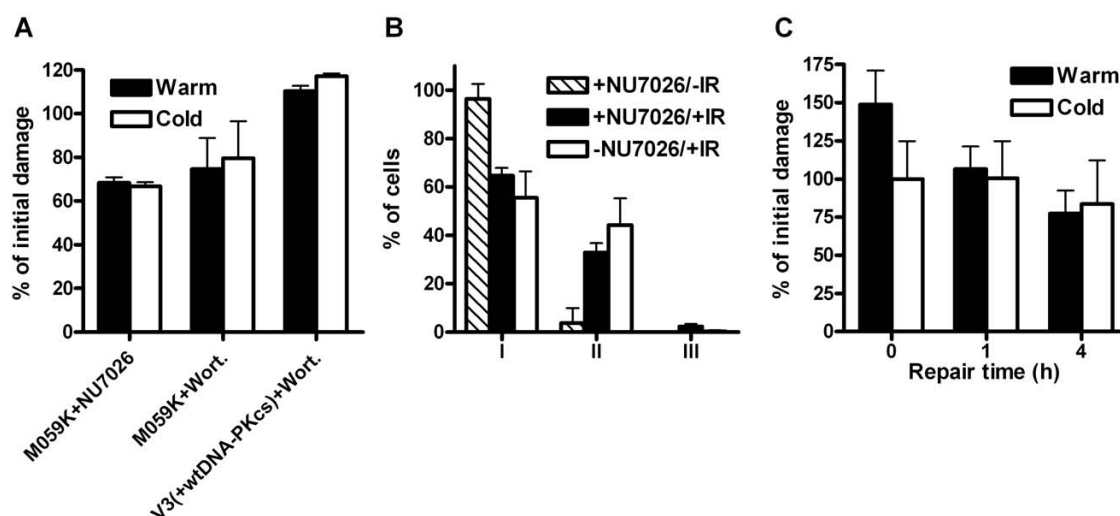 A
% of initial damage
120
100
80
60
40
20
0
Warm
Cold
M059K+NU7026
M059K+Wort.
V3(+wtDNA-PKcs)+Wort.
B
% of cells
100
80
60
40
20
0
+NU7026/-IR
+NU7026/+IR
-NU7026/+IR
I II III
C
% of initial damage
175
150
125
100
75
50
25
0
Warm
Cold
0 1 4
Repair time (h)